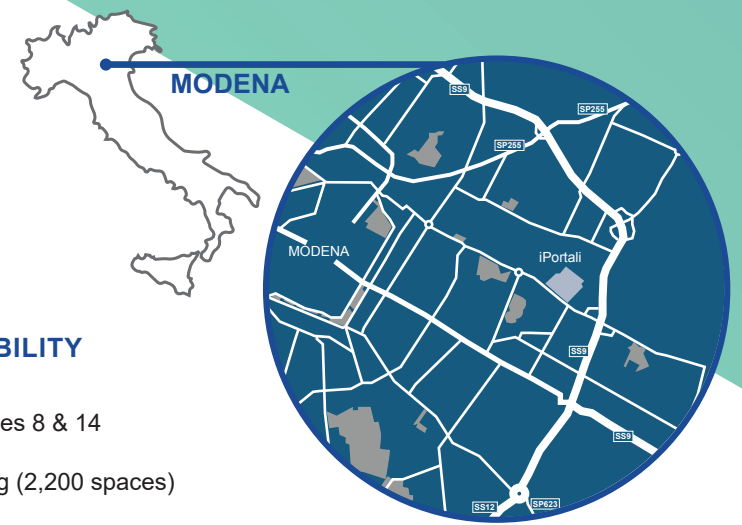 MODENA
SS9
SP255
SP255
MODENA
iPortali
SS9
SS9
SS12
SP623
BILITY
es 8 & 14
g (2,200 spaces)